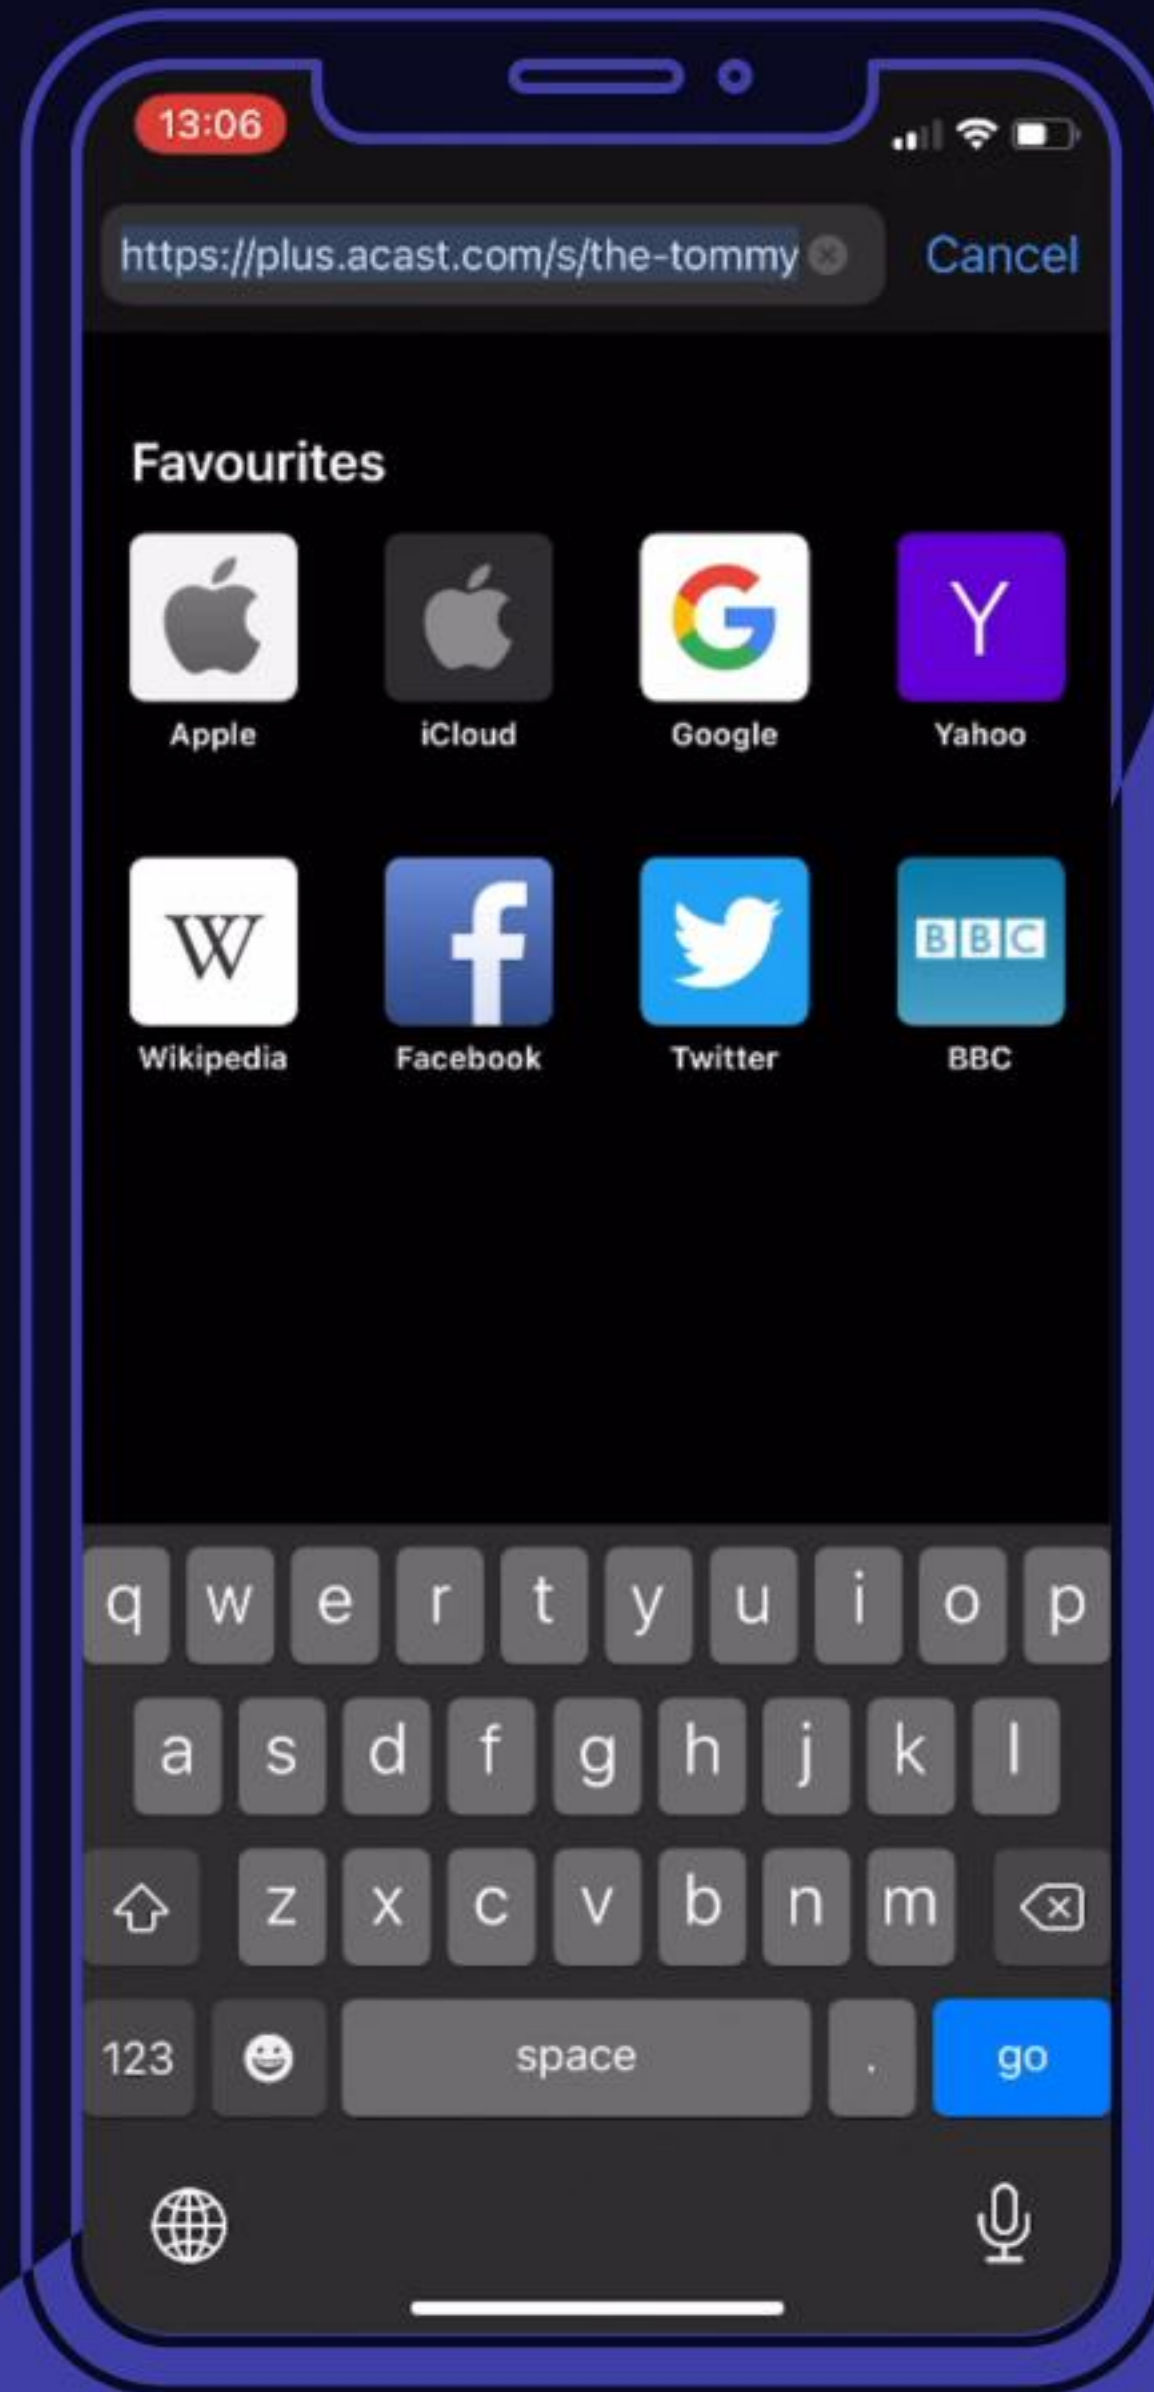 13:06
https://plus.acast.com/s/the-tommy
Cancel
Favourites
G Y
Apple iCloud Google Yahoo
W f BBC
Wikipedia Facebook Twitter BBC
q w e r t y u i o p
a s d f g h j k l
z x c v b n m
123 space . go